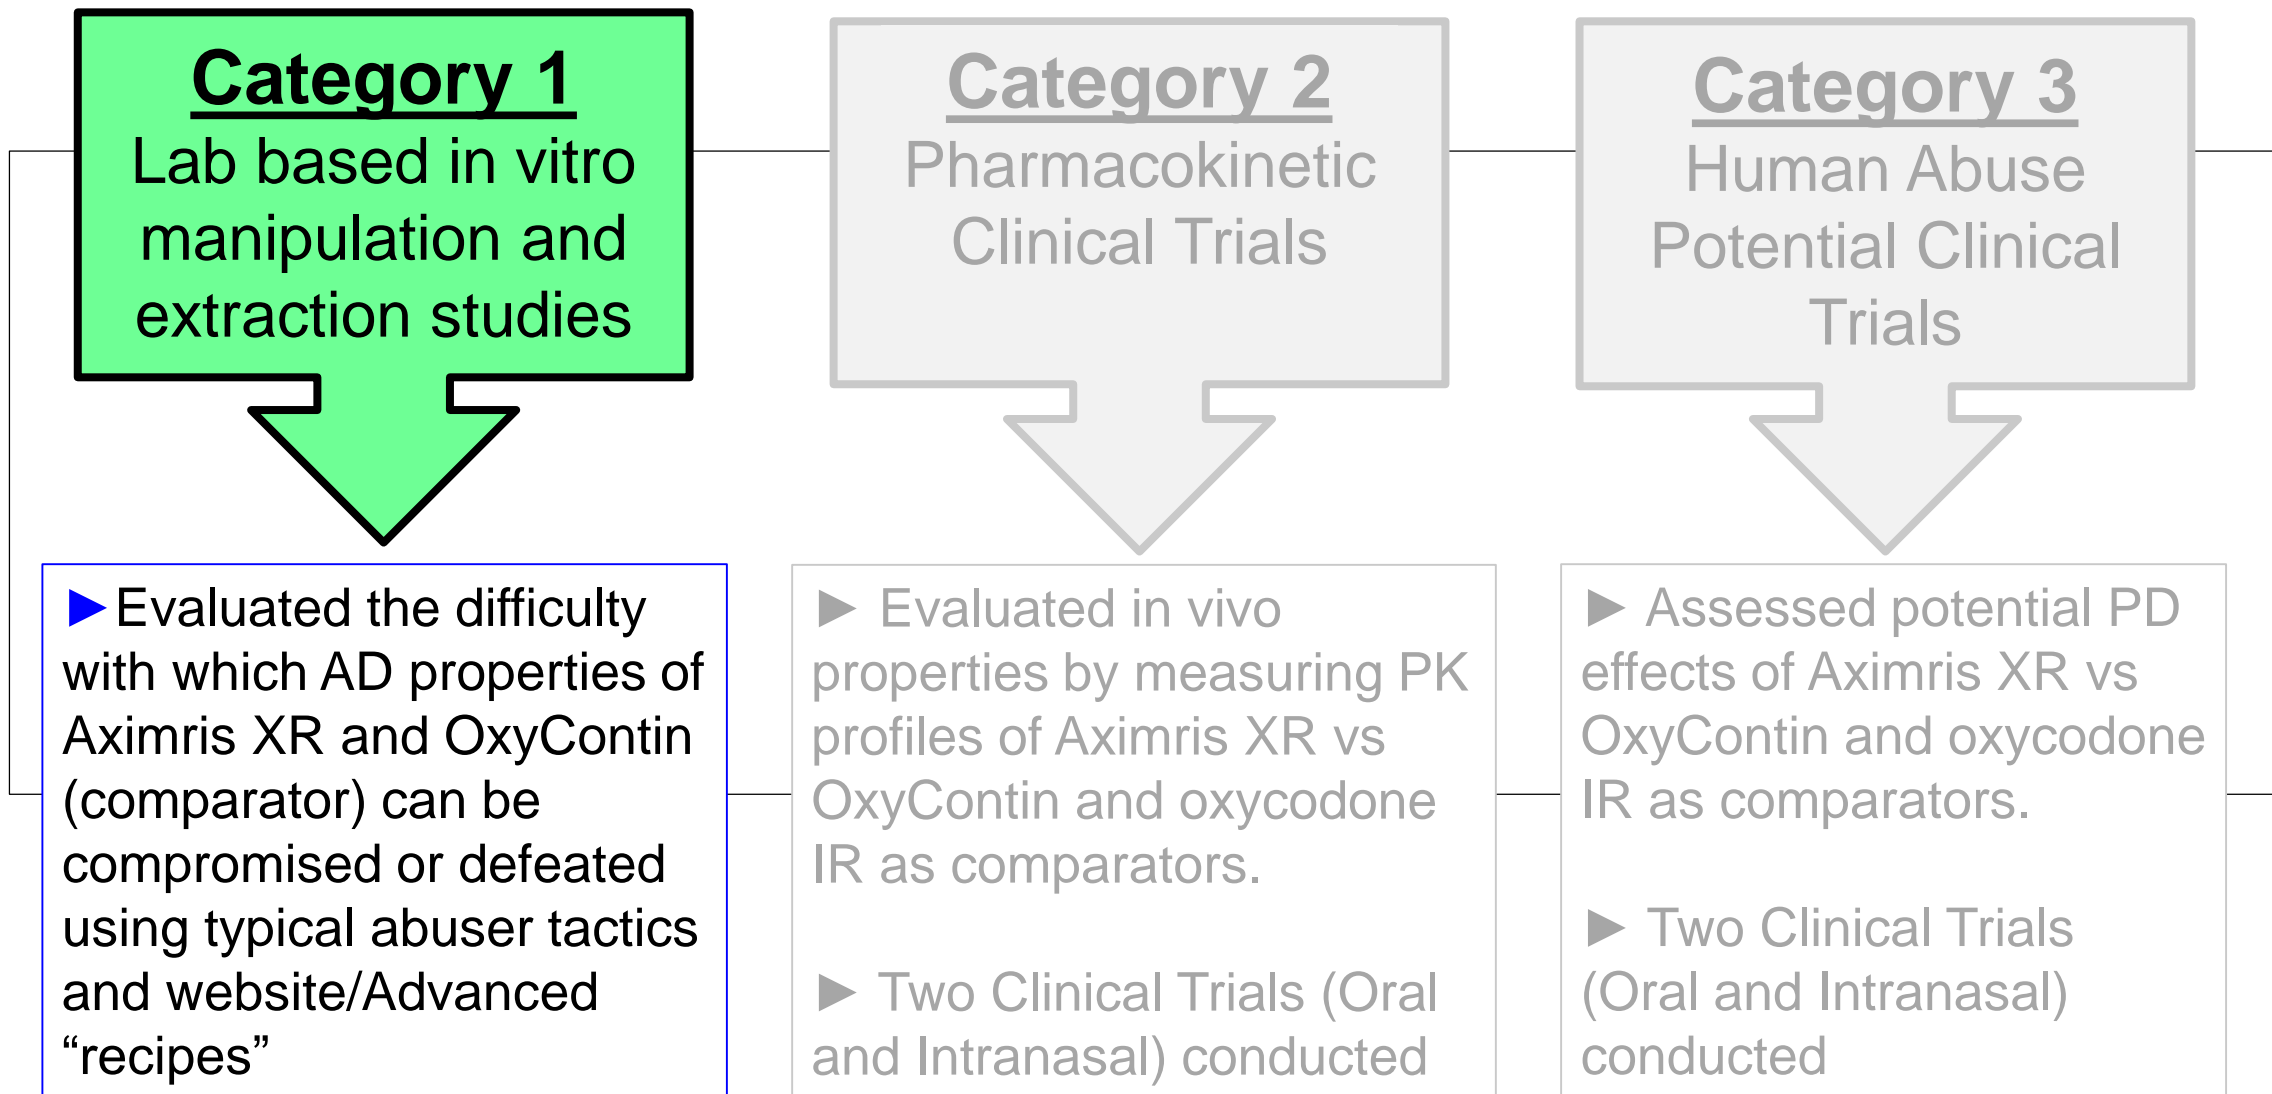 Category 1
Lab based in vitro
manipulation and
extraction studies
Category 2
Pharmacokinetic
Clinical Trials
Category 3
Human Abuse
Potential Clinical
Trials
►Evaluated the difficulty
with which AD properties of
Aximris XR and OxyContin
(comparator) can be
compromised or defeated
using typical abuser tactics
and website/Advanced
“recipes”
► Evaluated in vivo
properties by measuring PK
profiles of Aximris XR vs
OxyContin and oxycodone
IR as comparators.
► Two Clinical Trials (Oral
and Intranasal) conducted
► Assessed potential PD
effects of Aximris XR vs
OxyContin and oxycodone
IR as comparators.
► Two Clinical Trials
(Oral and Intranasal)
conducted